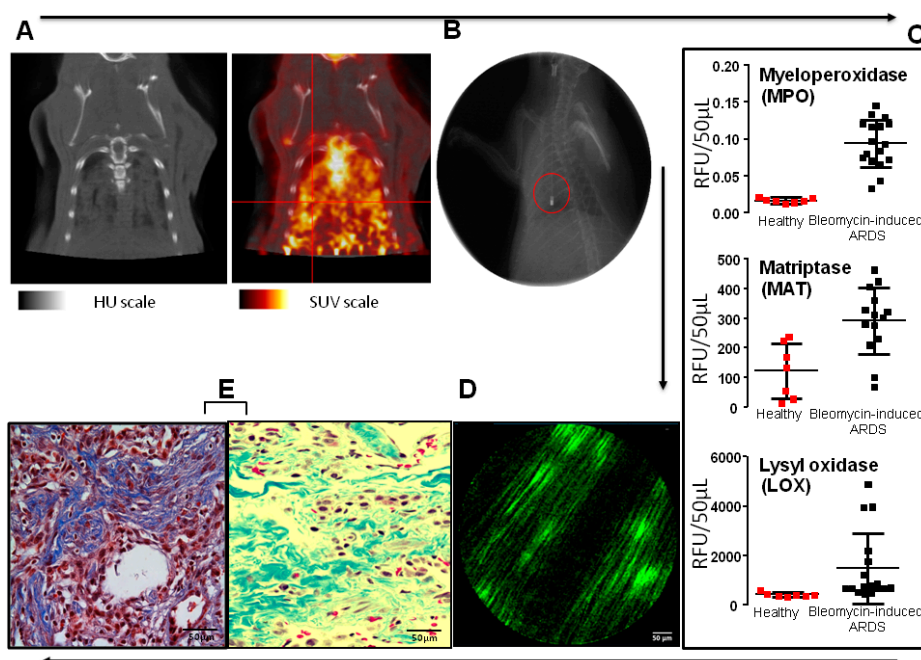 A
B
C
HU scale
SUV scale
Myeloperoxidase
(MPO)
RFU/50µL
0.20
0.15
0.10
0.05
0.00
Healthy
Bleomycin-induced
ARDS
Matriptase
(MAT)
RFU/50µL
500
400
300
200
100
0
Healthy
Bleomycin-induced
ARDS
Lysyl oxidase
(LOX)
RFU/50µL
6000
4000
2000
0
Healthy
Bleomycin-induced
ARDS
E
D
50µm
50µm
50 µm